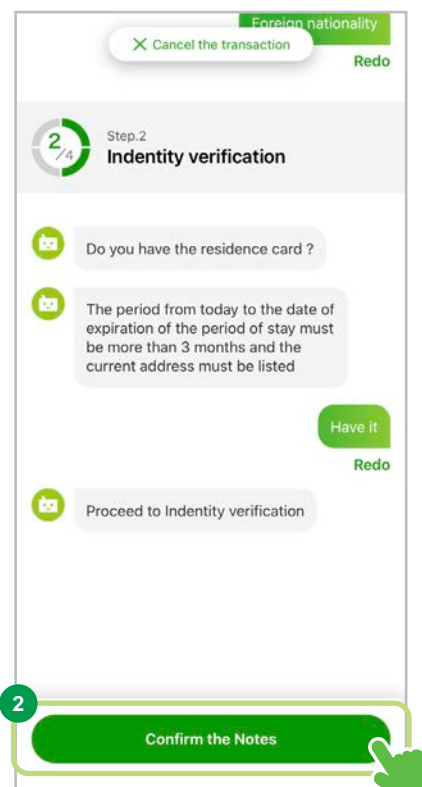 Foreign nationality
X Cancel the transaction
Redo
2/4
Step.2
Indentity verification
Do you have the residence card ?
The period from today to the date of
expiration of the period of stay must
be more than 3 months and the
current address must be listed
Have it
Redo
Proceed to Indentity verification
2
Confirm the Notes